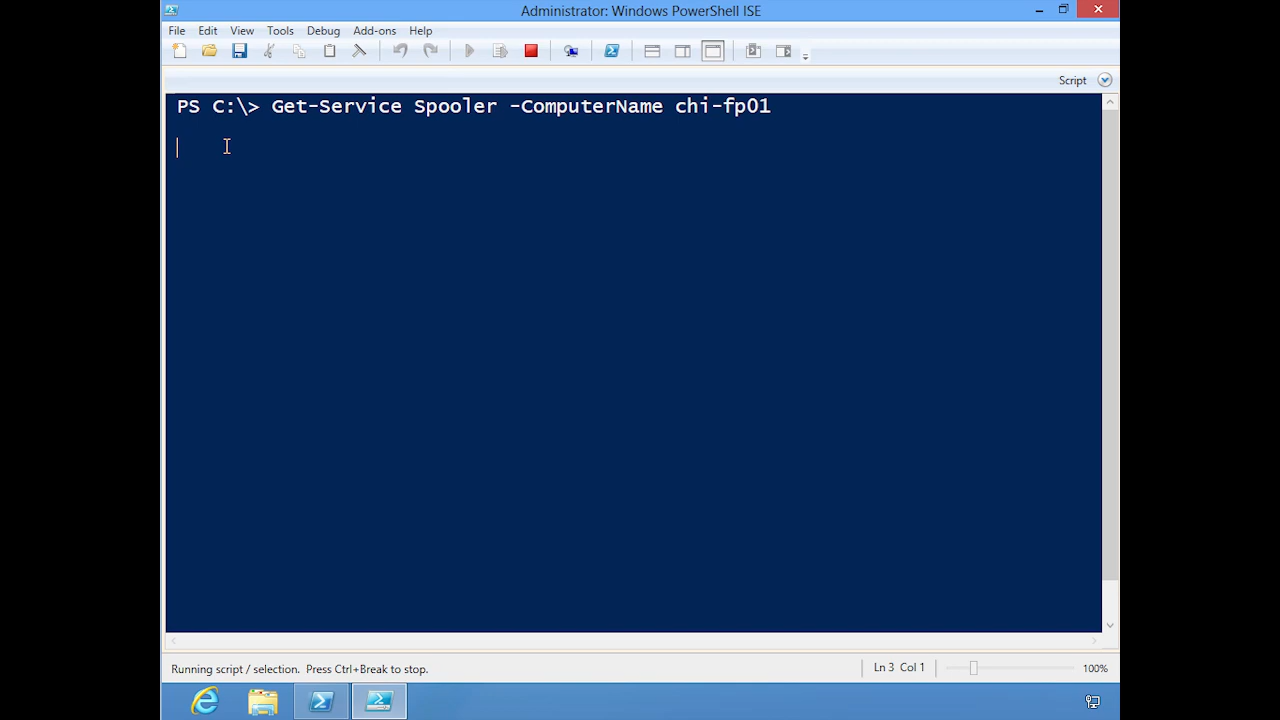 Administrator: Windows PowerShell ISE
File Edit View Tools Debug Add-ons Help
Script
PS C:\> Get-Service Spooler -ComputerName chi-fp01
Running script / selection. Press Ctrl+Break to stop.
Ln 3 Col 1
100%